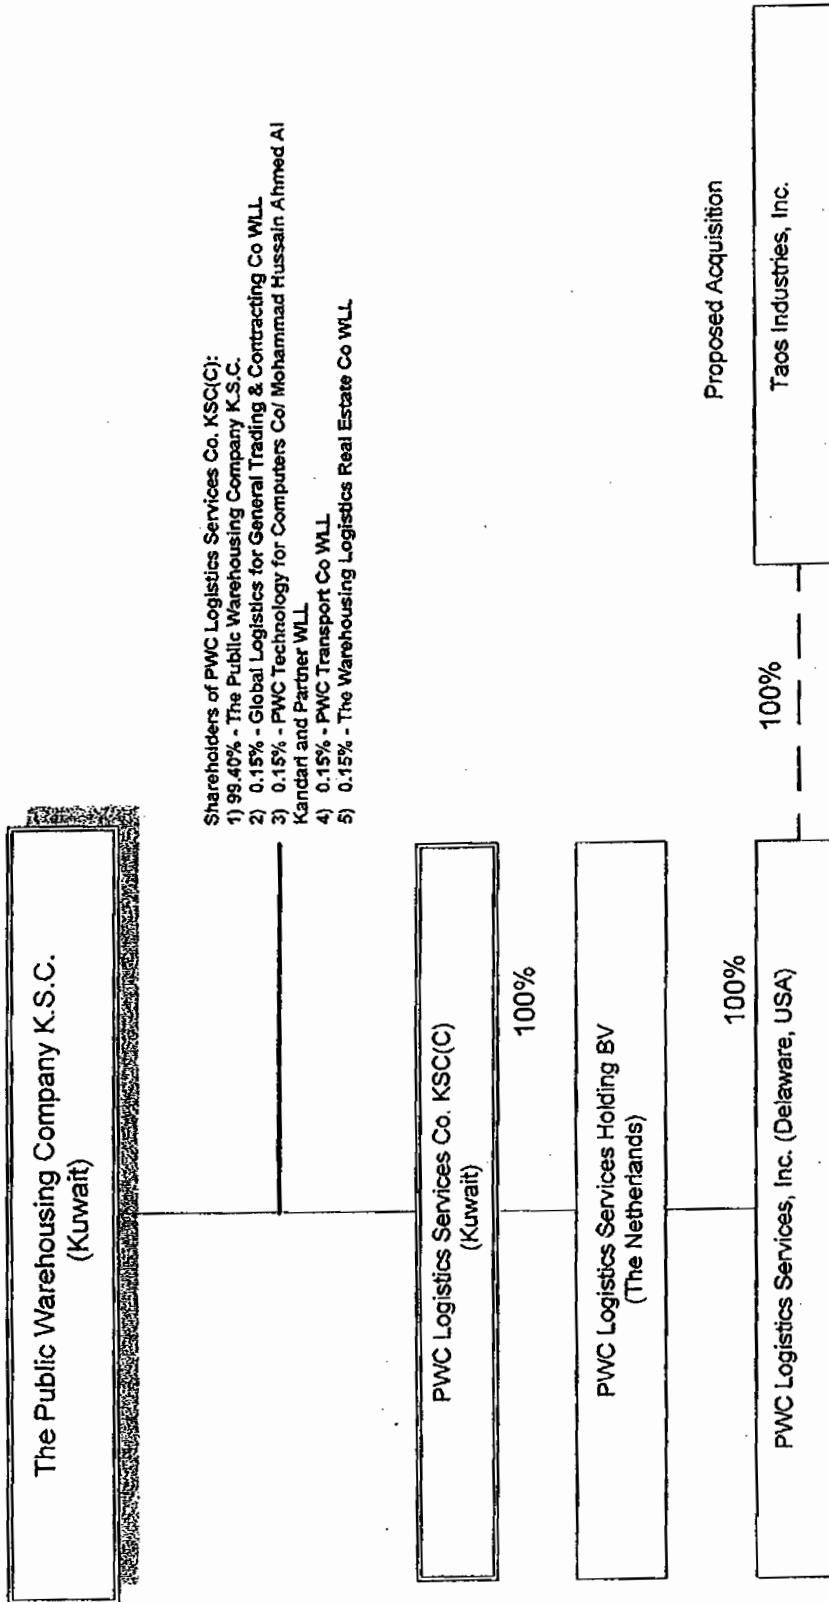 The Public Warehousing Company K.S.C.
(Kuwait)
Shareholders of PWC Logistics Services Co. KSC(C):
1) 99.40% - The Public Warehousing Company K.S.C.
2) 0.15% - Global Logistics for General Trading & Contracting Co WLL
3) 0.15% - PWC Technology for Computers Co/ Mohammad Hussain Ahmed Al
Kandari and Partner WLL
4) 0.15% - PWC Transport Co WLL
5) 0.15% - The Warehousing Logistics Real Estate Co WLL
PWC Logistics Services Co. KSC(C)
(Kuwait)
100%
PWC Logistics Services Holding BV
(The Netherlands)
100%
PWC Logistics Services, Inc. (Delaware, USA)
100%
Proposed Acquisition
Taos Industries, Inc.